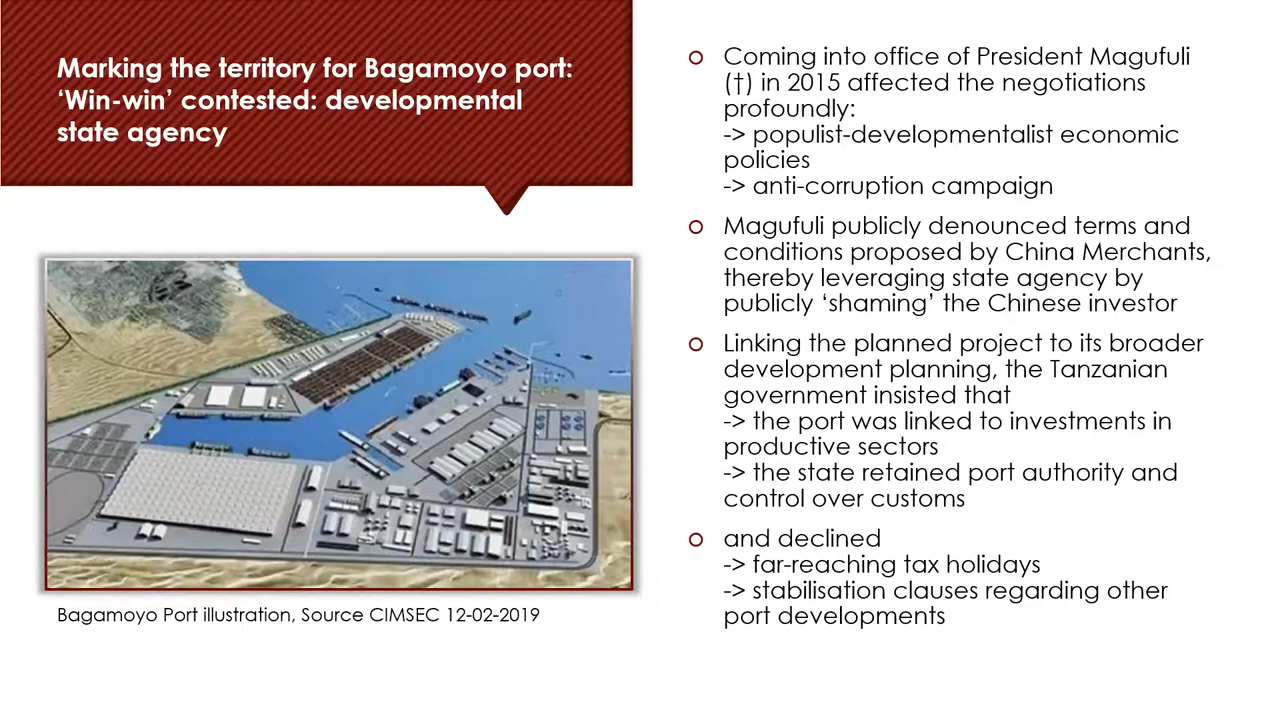 Marking the territory for Bagamoyo port:
‘Win-win’ contested: developmental
state agency
Bagamoyo Port illustration, Source CIMSEC 12-02-2019
Coming into office of President Magufuli
(†) in 2015 affected the negotiations
profoundly:
-> populist-developmentalist economic
policies
-> anti-corruption campaign
Magufuli publicly denounced terms and
conditions proposed by China Merchants,
thereby leveraging state agency by
publicly ‘shaming’ the Chinese investor
Linking the planned project to its broader
development planning, the Tanzanian
government insisted that
-> the port was linked to investments in
productive sectors
-> the state retained port authority and
control over customs
and declined
-> far-reaching tax holidays
-> stabilisation clauses regarding other
port developments